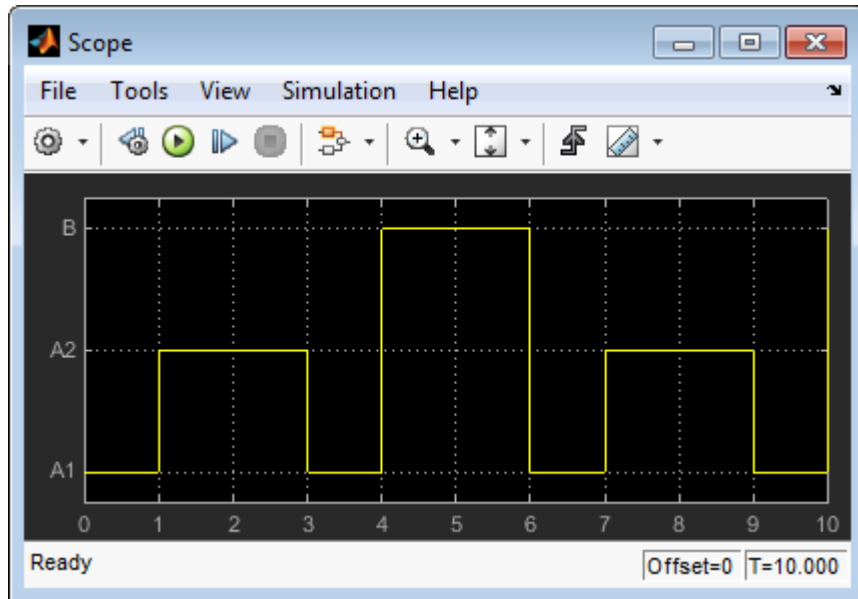 Scope
File Tools View Simulation Help
B
A2
A1
0 1 2 3 4 5 6 7 8 9 10
Ready Offset=0 T=10.000